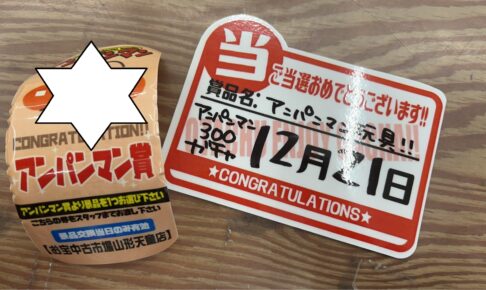 CONGRATULATION!!
アンパンマン賞
アンパンマン賞より景品を1つお選び下さい
こちらの券をスタッフまでお渡し下さい
景品交換当日のみ有効
【お宝中古市場山形天童店】
当
ご当選おめでとうございます!!
賞品名:アンパンマン玩具!!
アンパンマン
300
ガチャ
12月21日
★CONGRATULATIONS★